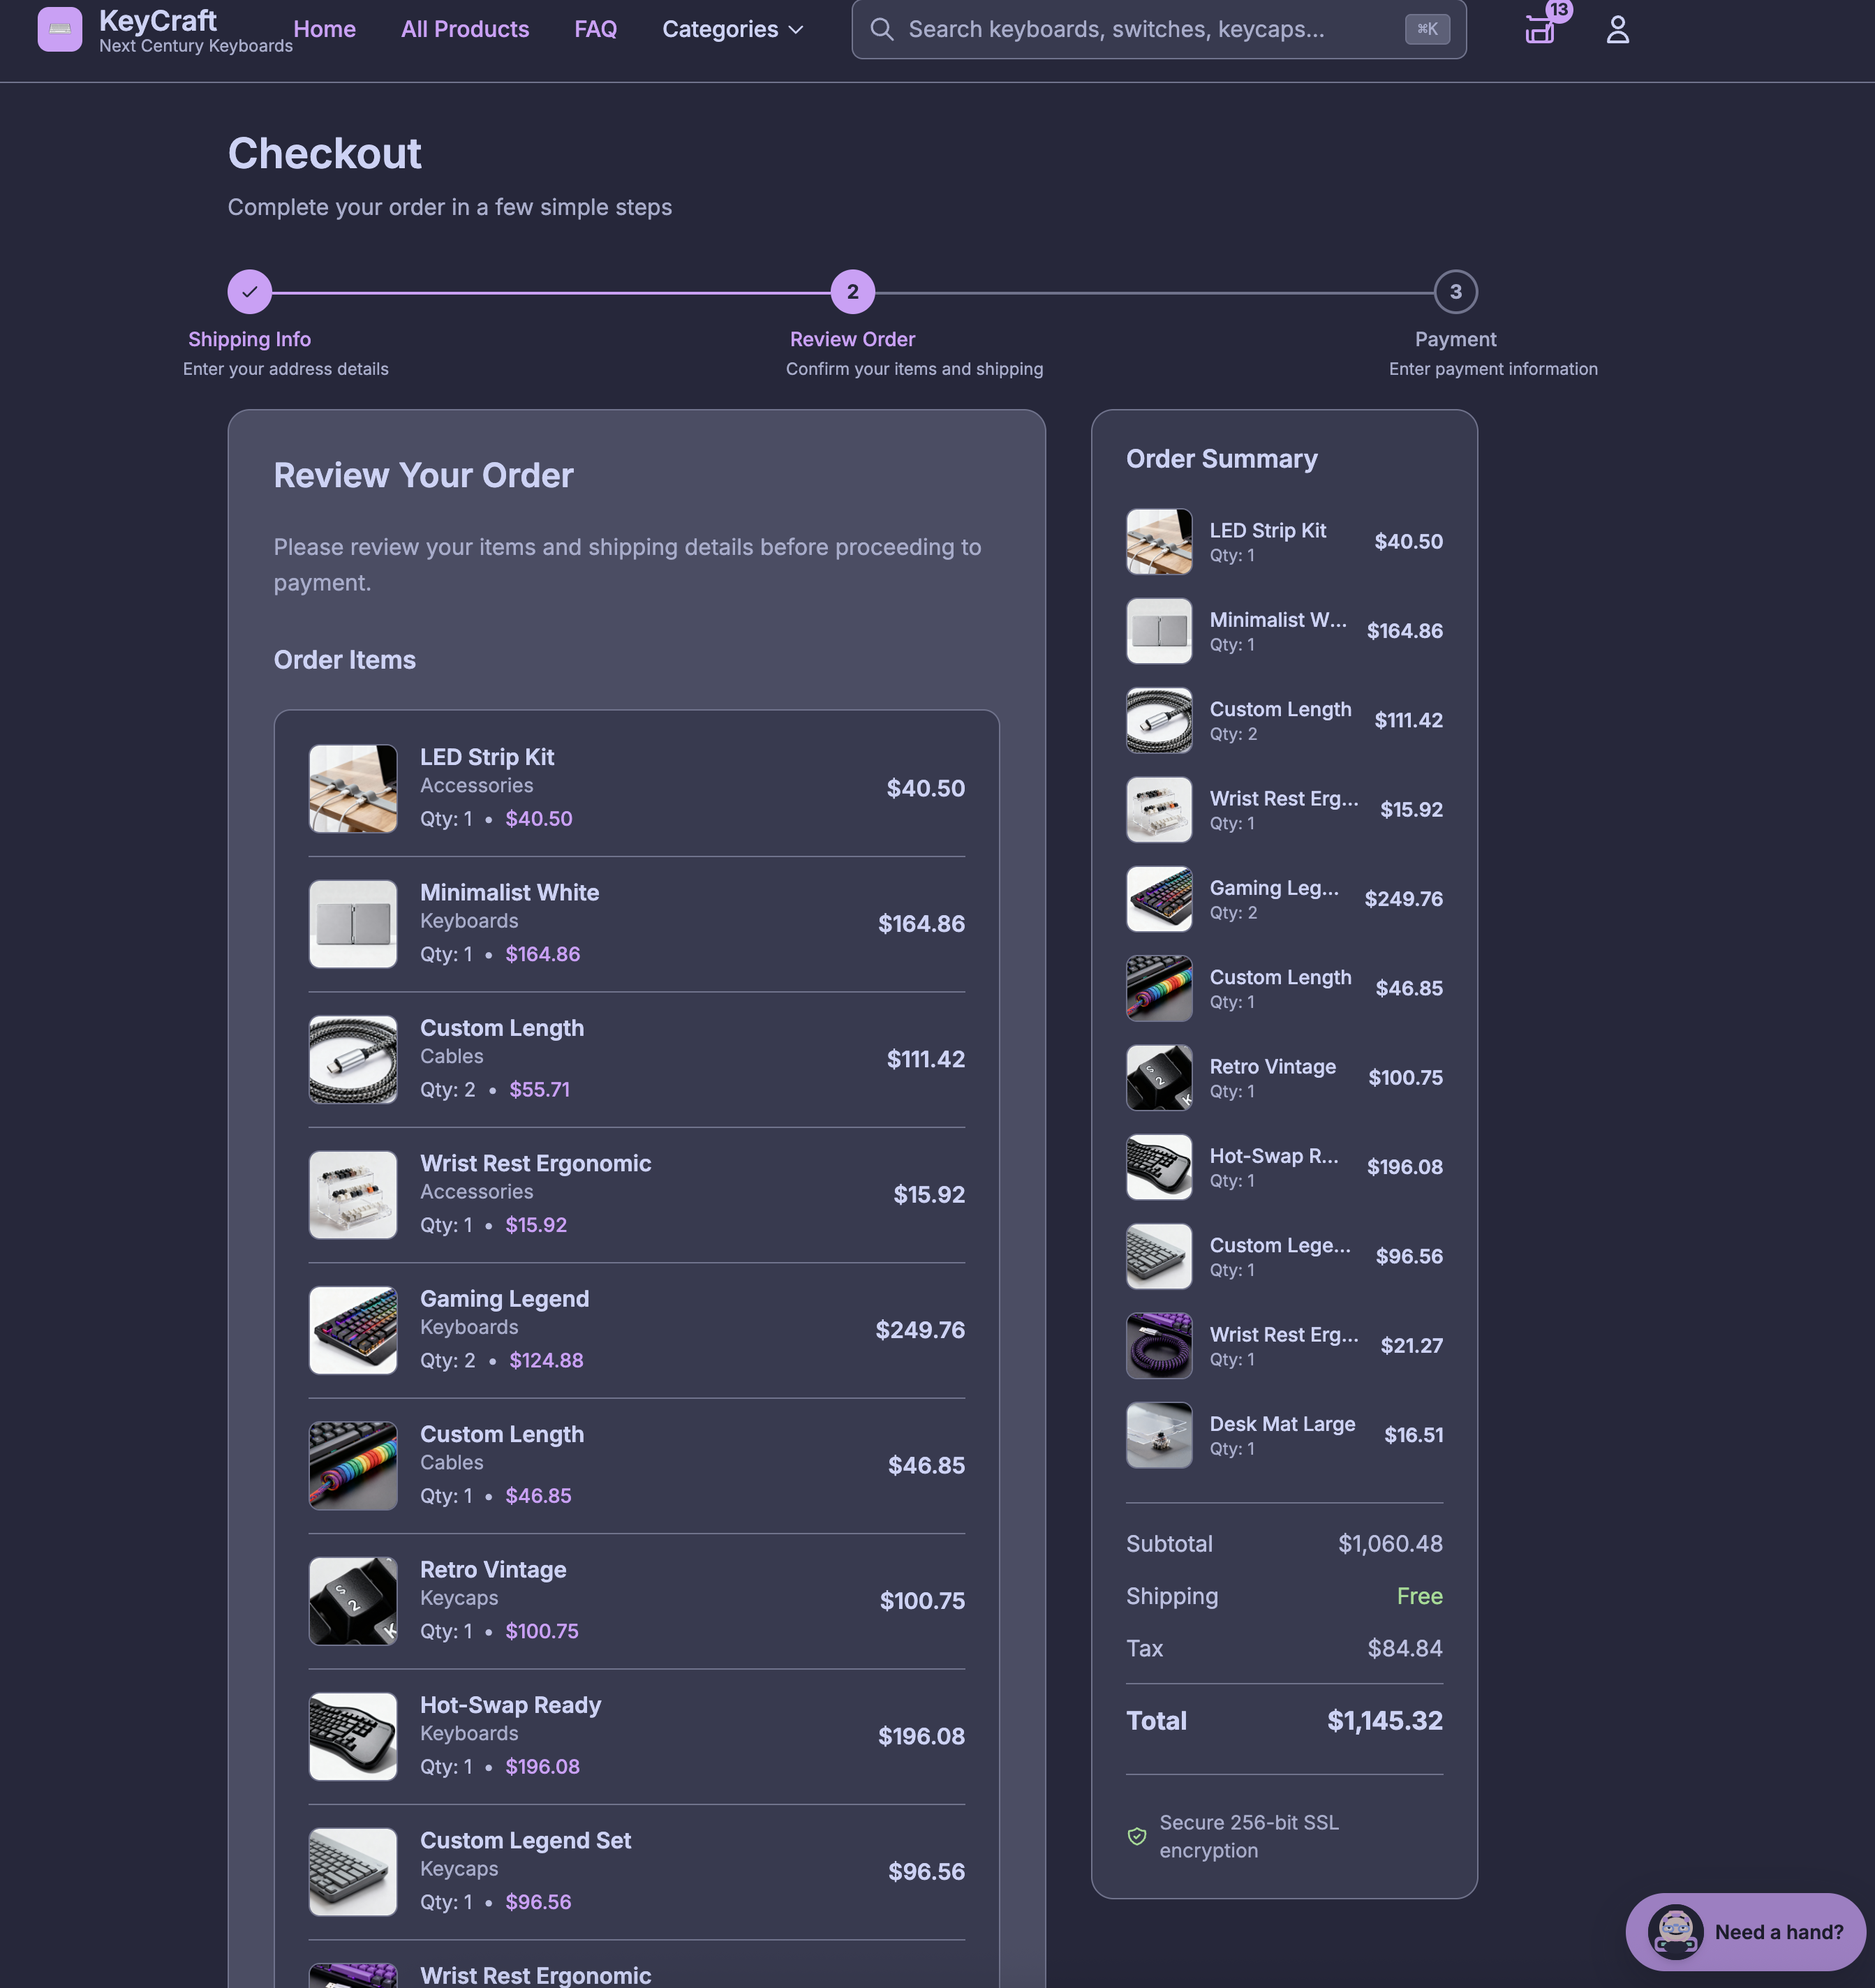 KeyCraft
Next Century Keyboards
Home
All Products
FAQ
Categories
Search keyboards, switches, keycaps...
⌘K
13
Checkout
Complete your order in a few simple steps
2
3
Shipping Info
Review Order
Payment
Enter your address details
Confirm your items and shipping
Enter payment information
Review Your Order
Please review your items and shipping details before proceeding to
payment.
Order Items
LED Strip Kit
Accessories
$40.50
Qty: 1 • $40.50
Minimalist White
Keyboards
$164.86
Qty: 1 • $164.86
Custom Length
Cables
$111.42
Qty: 2 • $55.71
Wrist Rest Ergonomic
Accessories
$15.92
Qty: 1 • $15.92
Gaming Legend
Keyboards
$249.76
Qty: 2 • $124.88
Custom Length
Cables
$46.85
Qty: 1 • $46.85
Retro Vintage
Keycaps
$100.75
Qty: 1 • $100.75
S
2
K
Hot-Swap Ready
Keyboards
$196.08
Qty: 1 • $196.08
Custom Legend Set
Keycaps
$96.56
Qty: 1 • $96.56
Wrist Rest Ergonomic
Order Summary
LED Strip Kit
$40.50
Qty: 1
Minimalist W...
$164.86
Qty: 1
Custom Length
$111.42
Qty: 2
Wrist Rest Erg...
$15.92
Qty: 1
Gaming Leg...
$249.76
Qty: 2
Custom Length
$46.85
Qty: 1
Retro Vintage
$100.75
Qty: 1
S
2
K
Hot-Swap R...
$196.08
Qty: 1
Custom Lege...
$96.56
Qty: 1
Wrist Rest Erg...
$21.27
Qty: 1
Desk Mat Large
$16.51
Qty: 1
Subtotal
$1,060.48
Shipping
Free
Tax
$84.84
Total
$1,145.32
Secure 256-bit SSL
encryption
Need a hand?